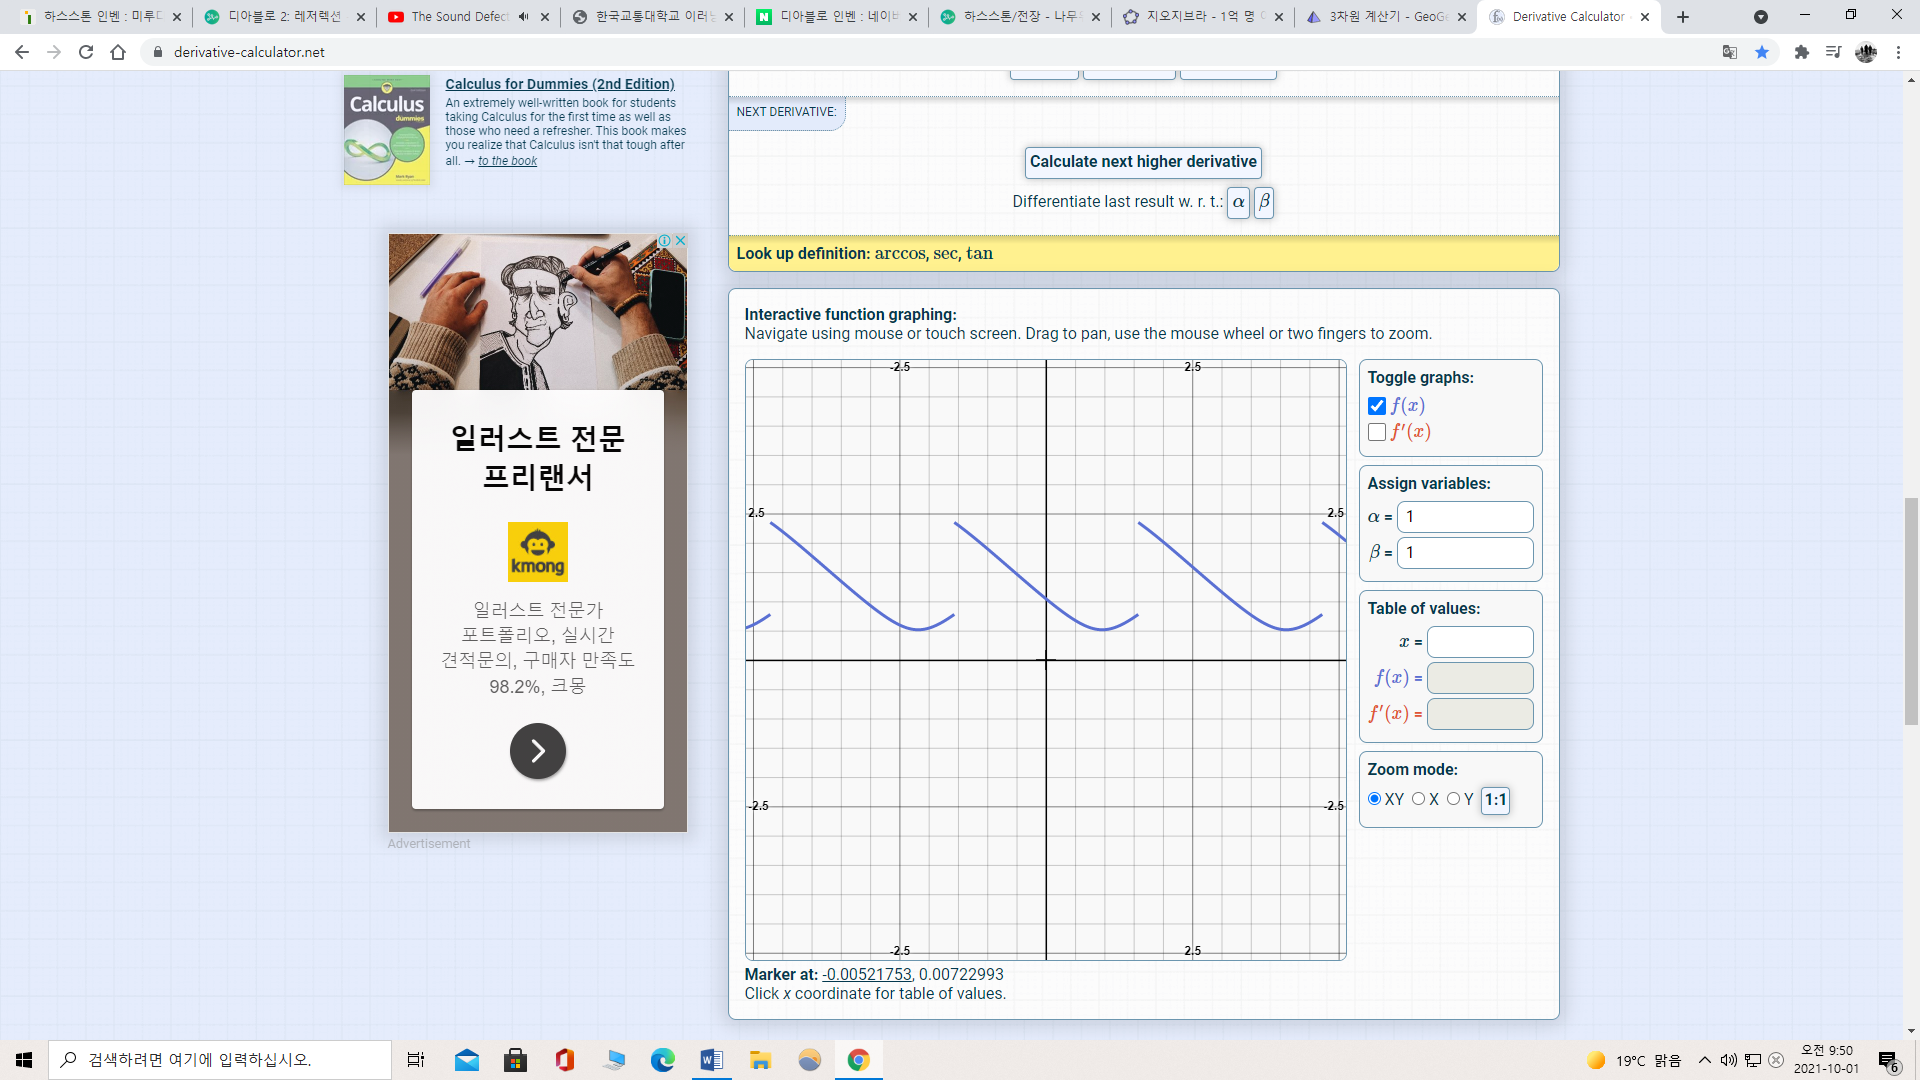 하스스톤 인벤 : 미루
디아블로 2: 레저렉션
The Sound Defect
한국교통대학교 이러
디아블로 인벤 : 네이
하스스톤/전장 - 나무
지오지브라 - 1억 명
3차원 계산기 - GeoG
Derivative Calculator
derivative-calculator.net
Calculus
dummies
Calculus for Dummies (2nd Edition)
An extremely well-written book for students
taking Calculus for the first time as well as
those who need a refresher. This book makes
you realize that Calculus isn't that tough after
all. → to the book
NEXT DERIVATIVE:
Calculate next higher derivative
Differentiate last result w. r. t.: α β
Look up definition: arccos, sec, tan
일러스트 전문
프리랜서
kmong
일러스트 전문가
포트폴리오, 실시간
견적문의, 구매자 만족도
98.2%, 크몽
Advertisement
Interactive function graphing:
Navigate using mouse or touch screen. Drag to pan, use the mouse wheel or two fingers to zoom.
-2.5 2.5
2.5 2.5
-2.5 -2.5
-2.5 2.5
Toggle graphs:
f(x)
f′(x)
Assign variables:
α = 1
β = 1
Table of values:
x =
f(x) =
f′(x) =
Zoom mode:
XY X Y 1:1
Marker at: -0.00521753, 0.00722993
Click x coordinate for table of values.
검색하려면 여기에 입력하십시오.
19°C 맑음
오전 9:50
2021-10-01
6